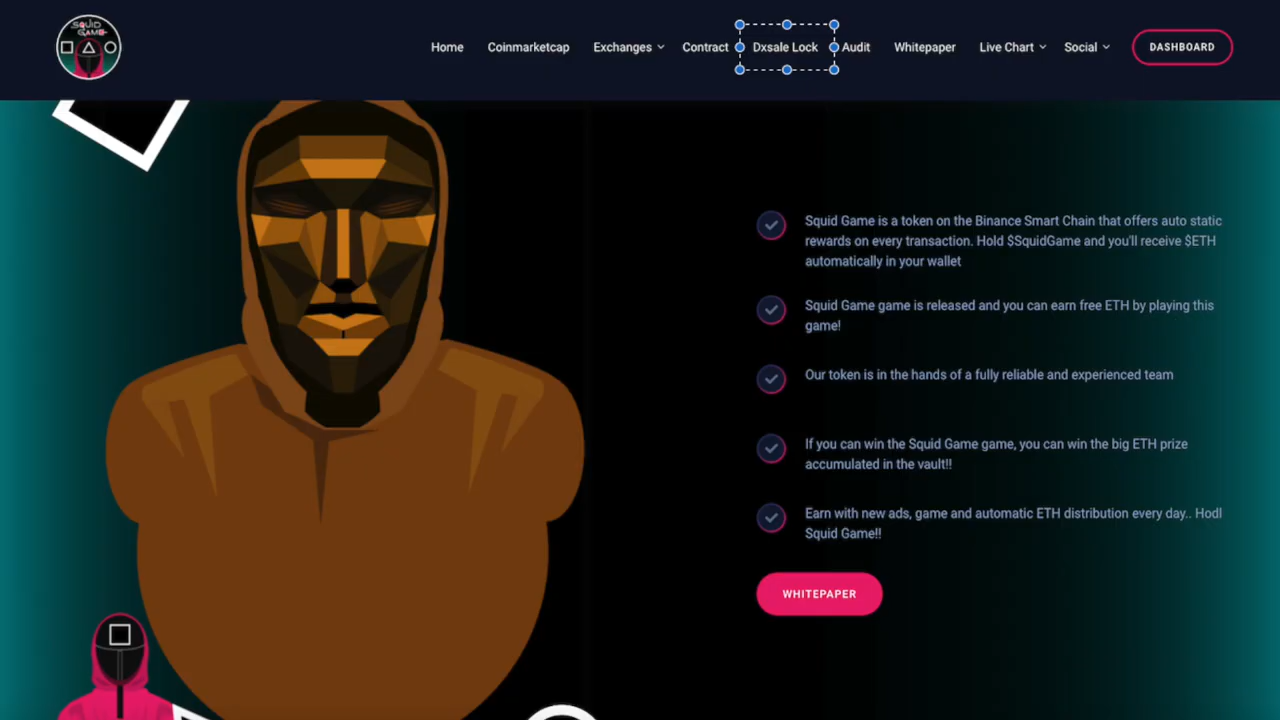 SQUID
GAME
Home Coinmarketcap Exchanges Contract Dxsale Lock Audit Whitepaper Live Chart Social DASHBOARD
Squid Game is a token on the Binance Smart Chain that offers auto static
rewards on every transaction. Hold $SquidGame and you'll receive $ETH
automatically in your wallet
Squid Game game is released and you can earn free ETH by playing this
game!
Our token is in the hands of a fully reliable and experienced team
If you can win the Squid Game game, you can win the big ETH prize
accumulated in the vault!!
Earn with new ads, game and automatic ETH distribution every day.. Hodl
Squid Game!!
WHITEPAPER